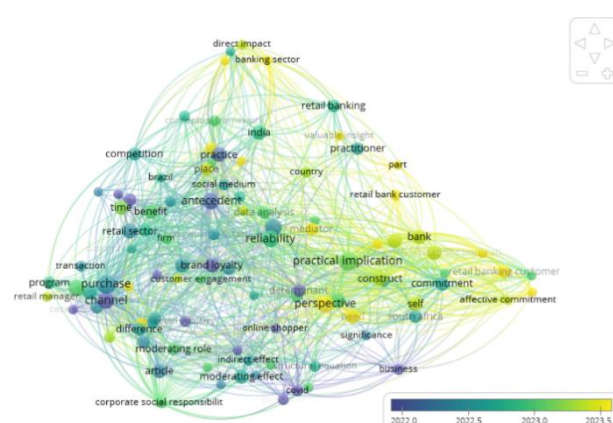 direct impact
banking sector
retail banking
india
valuable insight
practitioner
competition
practice
part
place
country
brazil
social medium
retail bank customer
antecedent
time
benefit
data analysis
mediator
retail sector
firm
reliability
bank
practical implication
transaction
brand loyalty
retail banking customer
customer engagement
construct
commitment
program
purchase
determinant
retail manager
channel
perspective
self
affective commitment
south africa
difference
online shopper
significance
moderating role
indirect effect
structural equation
article
moderating effect
business
covid
corporate social responsibilit
2022.0 2022.5 2023.0 2023.5